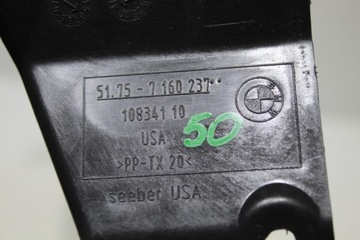 51.75 - 7 160 237**
108341 10
USA
50
>PP-TX 20<
seeber USA